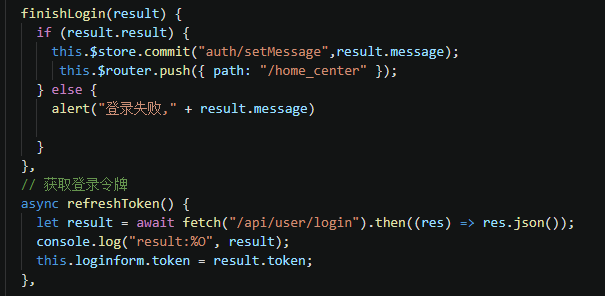 finishLogin(result) {
if (result.result) {
this.$store.commit("auth/setMessage",result.message);
this.$router.push({ path: "/home_center" });
} else {
alert("登录失败," + result.message)
}
},
// 获取登录令牌
async refreshToken() {
let result = await fetch("/api/user/login").then((res) => res.json());
console.log("result:%O", result);
this.loginform.token = result.token;
},